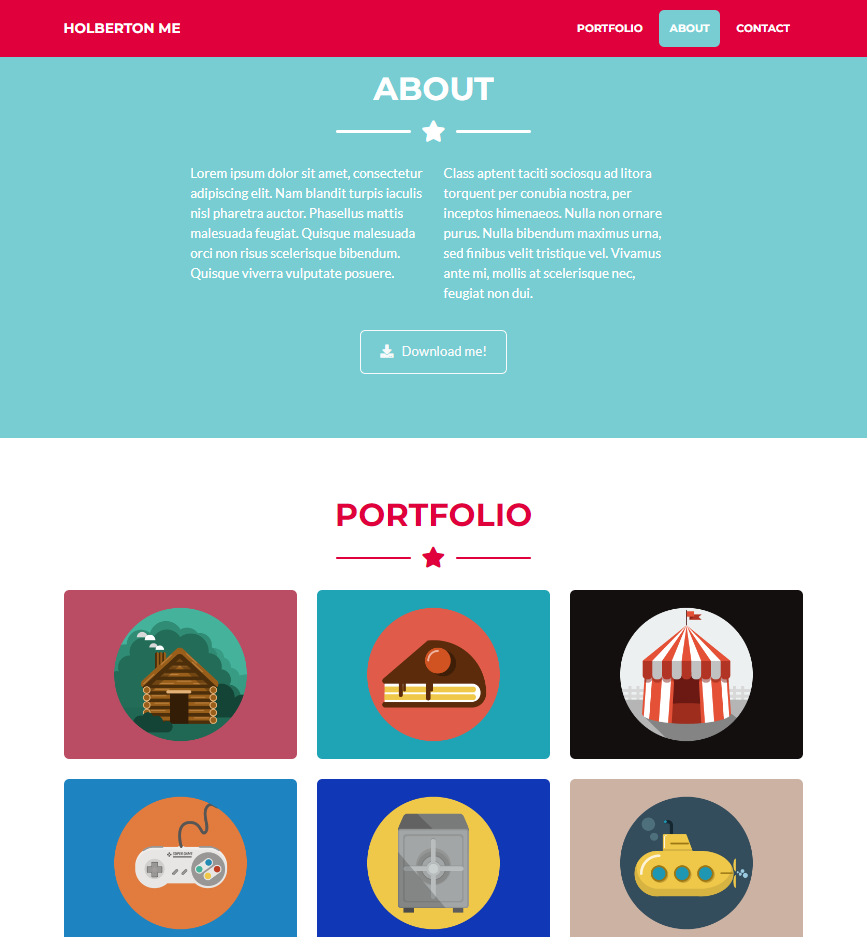 HOLBERTON ME
PORTFOLIO
ABOUT
CONTACT
ABOUT
Lorem ipsum dolor sit amet, consectetur
adipiscing elit. Nam blandit turpis iaculis
nisl pharetra auctor. Phasellus mattis
malesuada feugiat. Quisque malesuada
orci non risus scelerisque bibendum.
Quisque viverra vulputate posuere.
Class aptent taciti sociosqu ad litora
torquent per conubia nostra, per
inceptos himenaeos. Nulla non ornare
purus. Nulla bibendum maximus urna,
sed finibus velit tristique vel. Vivamus
ante mi, mollis at scelerisque nec,
feugiat non dui.
Download me!
PORTFOLIO